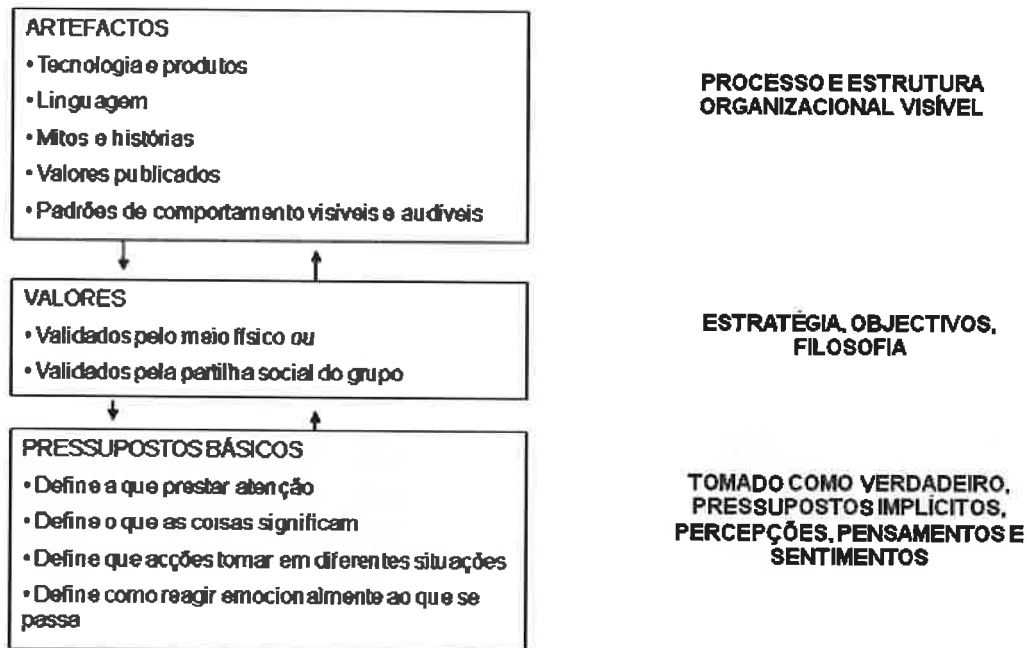 ARTEFACTOS
• Tecnologia e produtos
• Linguagem
• Mitos e histórias
• Valores publicados
• Padrões de comportamento visíveis e audíveis
PROCESSO E ESTRUTURA
ORGANIZACIONAL VISÍVEL
VALORES
• Validados pelo meio físico ou
• Validados pela partilha social do grupo
ESTRATÉGIA, OBJECTIVOS,
FILOSOFIA
PRESSUPOSTOS BÁSICOS
• Define a que prestar atenção
• Define o que as coisas significam
• Define que acções tomar em diferentes situações
• Define como reagir emocionalmente ao que se
passa
TOMADO COMO VERDADEIRO,
PRESSUPOSTOS IMPLÍCITOS,
PERCEPÇÕES, PENSAMENTOS E
SENTIMENTOS